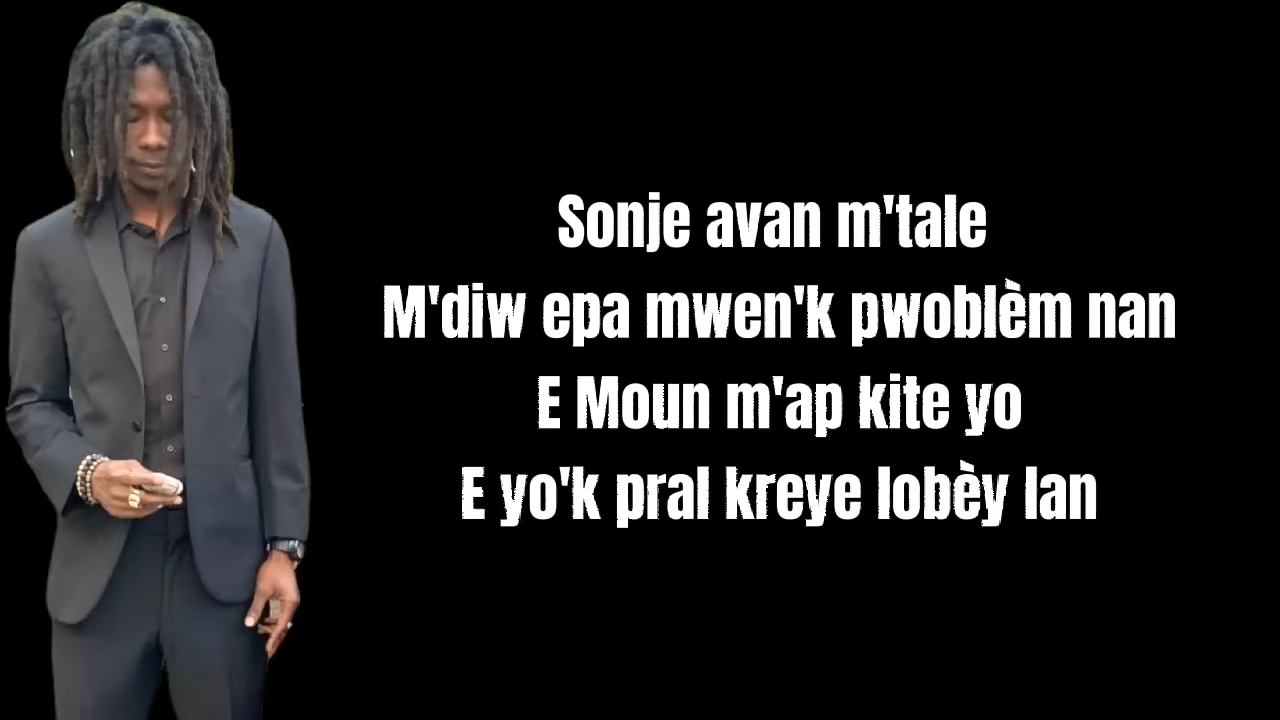 Sonje avan m'tale
M'diw epa mwen'k pwoblèm nan
E Moun m'ap kite yo
E yo'k pral kreye lobèy lan